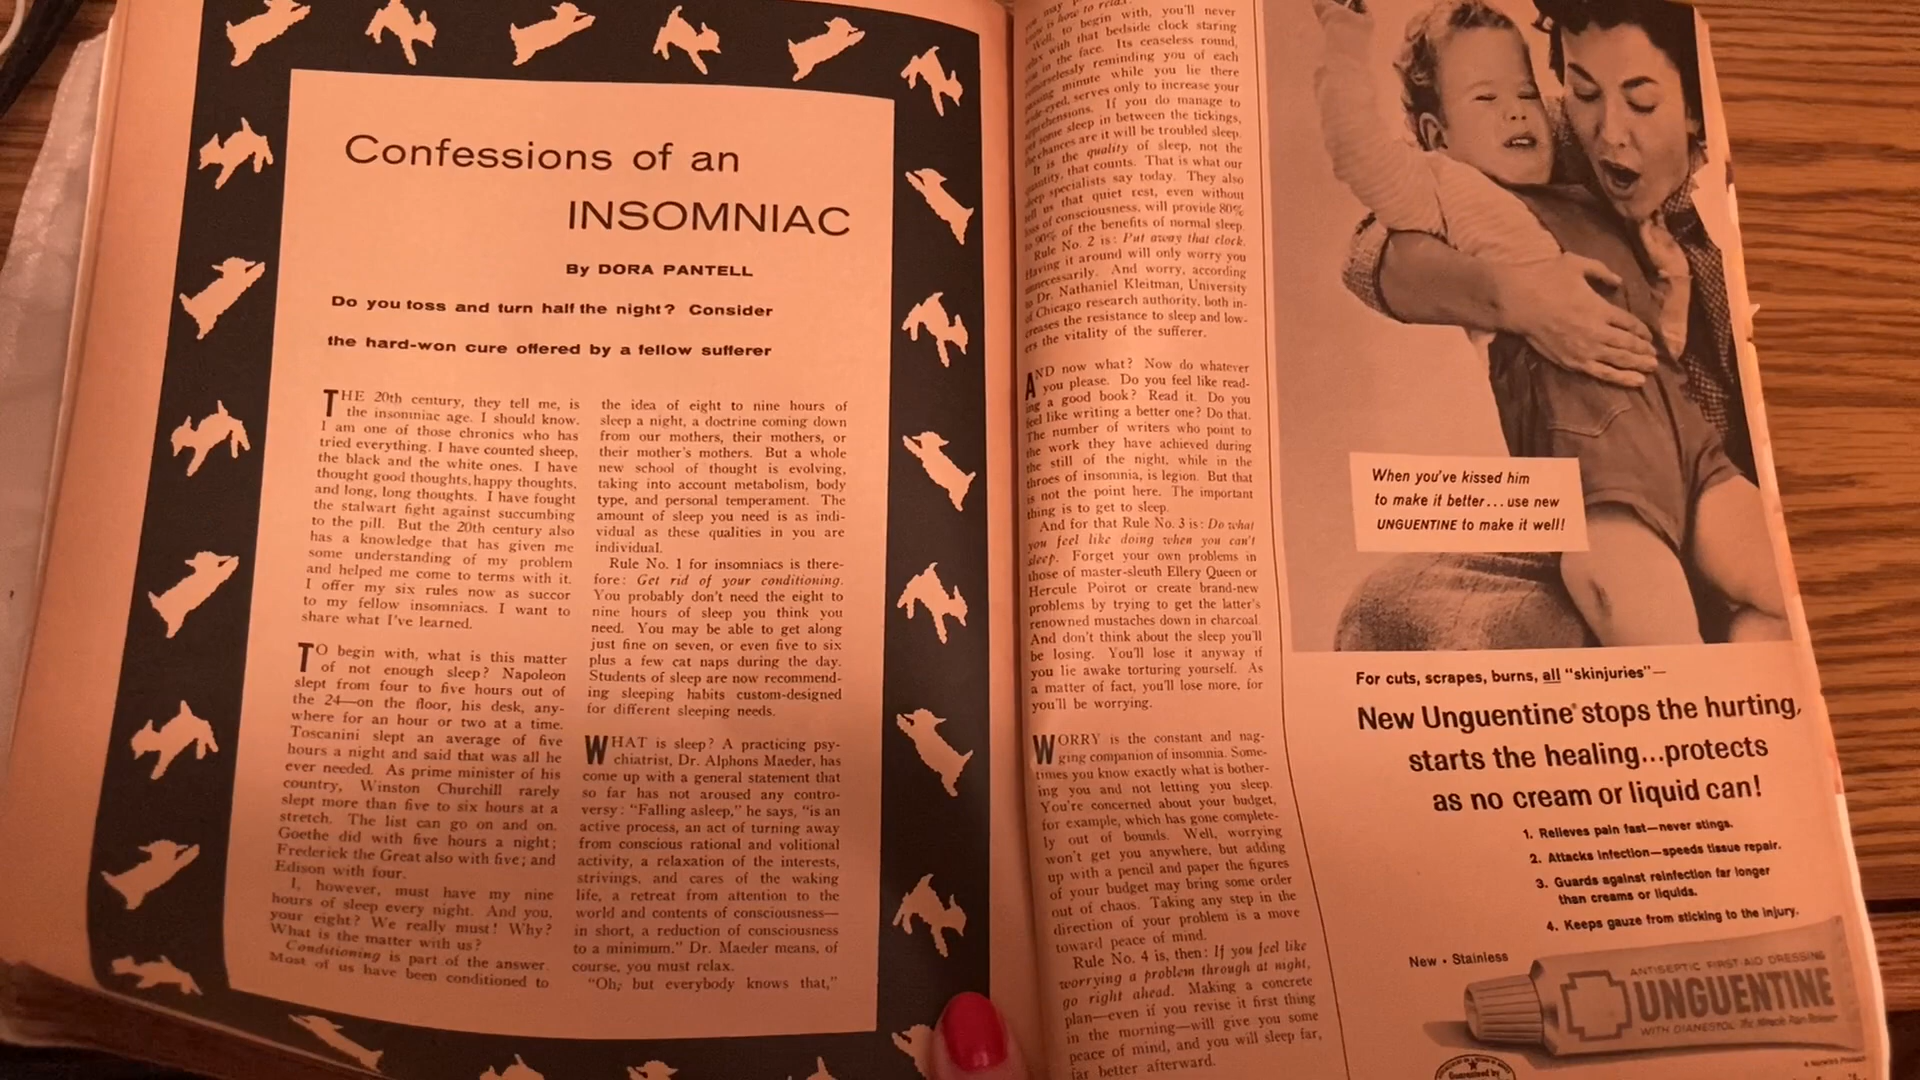 Confessions of an
INSOMNIAC
By DORA PANTELL
Do you toss and turn half the night? Consider
the hard-won cure offered by a fellow sufferer
THE 20th century, they tell me, is
the insomniac age. I should know.
I am one of those chronics who has
tried everything. I have counted sheep,
the black and the white ones. I have
thought good thoughts, happy thoughts,
and long, long thoughts. I have fought
the stalwart fight against succumbing
to the pill. But the 20th century also
has a knowledge that has given me
some understanding of my problem
and helped me come to terms with it.
I offer my six rules now as succor
to my fellow insomniacs. I want to
share what I've learned.
TO begin with, what is this matter
of not enough sleep? Napoleon
slept from four to five hours out of
the 24—on the floor, his desk, any-
where for an hour or two at a time.
Toscanini slept an average of five
hours a night and said that was all he
ever needed. As prime minister of his
country, Winston Churchill rarely
slept more than five to six hours at a
stretch. The list can go on and on.
Goethe did with five hours a night;
Frederick the Great also with five; and
Edison with four.
I, however, must have my nine
hours of sleep every night. And you,
your eight? We really must! Why?
What is the matter with us?
Conditioning is part of the answer.
Most of us have been conditioned to
the idea of eight to nine hours of
sleep a night, a doctrine coming down
from our mothers, their mothers, or
their mother's mothers. But a whole
new school of thought is evolving,
taking into account metabolism, body
type, and personal temperament. The
amount of sleep you need is as indi-
vidual as these qualities in you are
individual.
Rule No. 1 for insomniacs is there-
fore: Get rid of your conditioning.
You probably don't need the eight to
nine hours of sleep you think you
need. You may be able to get along
just fine on seven, or even five to six
plus a few cat naps during the day.
Students of sleep are now recommend-
ing sleeping habits custom-designed
for different sleeping needs.
WHAT is sleep? A practicing psy-
chiatrist, Dr. Alphons Maeder, has
come up with a general statement that
so far has not aroused any contro-
versy: "Falling asleep," he says, "is an
active process, an act of turning away
from conscious rational and volitional
activity, a relaxation of the interests,
strivings, and cares of the waking
life, a retreat from attention to the
world and contents of consciousness—
in short, a reduction of consciousness
to a minimum." Dr. Maeder means, of
course, you must relax.
"Oh, but everybody knows that,"
you may
is how to relax.
Well, to begin with, you'll never
relax with that bedside clock staring
you in the face. Its ceaseless round,
remorselessly reminding you of each
passing minute while you lie there
wide-eyed, serves only to increase your
apprehensions. If you do manage to
get some sleep in between the tickings,
the chances are it will be troubled sleep.
It is the quality of sleep, not the
quantity, that counts. That is what our
sleep specialists say today. They also
tell us that quiet rest, even without
loss of consciousness, will provide 80%
to 90% of the benefits of normal sleep.
Rule No. 2 is: Put away that clock.
Having it around will only worry you
unnecessarily. And worry, according
to Dr. Nathaniel Kleitman, University
of Chicago research authority, both in-
creases the resistance to sleep and low-
ers the vitality of the sufferer.
AND now what? Now do whatever
you please. Do you feel like read-
ing a good book? Read it. Do you
feel like writing a better one? Do that.
The number of writers who point to
the work they have achieved during
the still of the night, while in the
throes of insomnia, is legion. But that
is not the point here. The important
thing is to get to sleep.
And for that Rule No. 3 is: Do what
you feel like doing when you can't
sleep. Forget your own problems in
those of master-sleuth Ellery Queen or
Hercule Poirot or create brand-new
problems by trying to get the latter's
renowned mustaches down in charcoal.
And don't think about the sleep you'll
be losing. You'll lose it anyway if
you lie awake torturing yourself. As
a matter of fact, you'll lose more, for
you'll be worrying.
WORRY is the constant and nag-
ging companion of insomnia. Some-
times you know exactly what is bother-
ing you and not letting you sleep.
You're concerned about your budget,
for example, which has gone complete-
ly out of bounds. Well, worrying
won't get you anywhere, but adding
up with a pencil and paper the figures
of your budget may bring some order
out of chaos. Taking any step in the
direction of your problem is a move
toward peace of mind.
Rule No. 4 is, then: If you feel like
worrying a problem through at night,
go right ahead. Making a concrete
plan—even if you revise it first thing
in the morning—will give you some
peace of mind, and you will sleep far,
far better afterward.
When you've kissed him
to make it better...use new
UNGUENTINE to make it well!
For cuts, scrapes, burns, all "skinjuries"—
New Unguentine® stops the hurting,
starts the healing...protects
as no cream or liquid can!
1. Relieves pain fast—never stings.
2. Attacks infection—speeds tissue repair.
3. Guards against reinfection far longer
than creams or liquids.
4. Keeps gauze from sticking to the injury.
New • Stainless
ANTISEPTIC FIRST-AID DRESSING
UNGUENTINE
WITH DIANESTOL The Miracle Pain Reliever
Guaranteed by